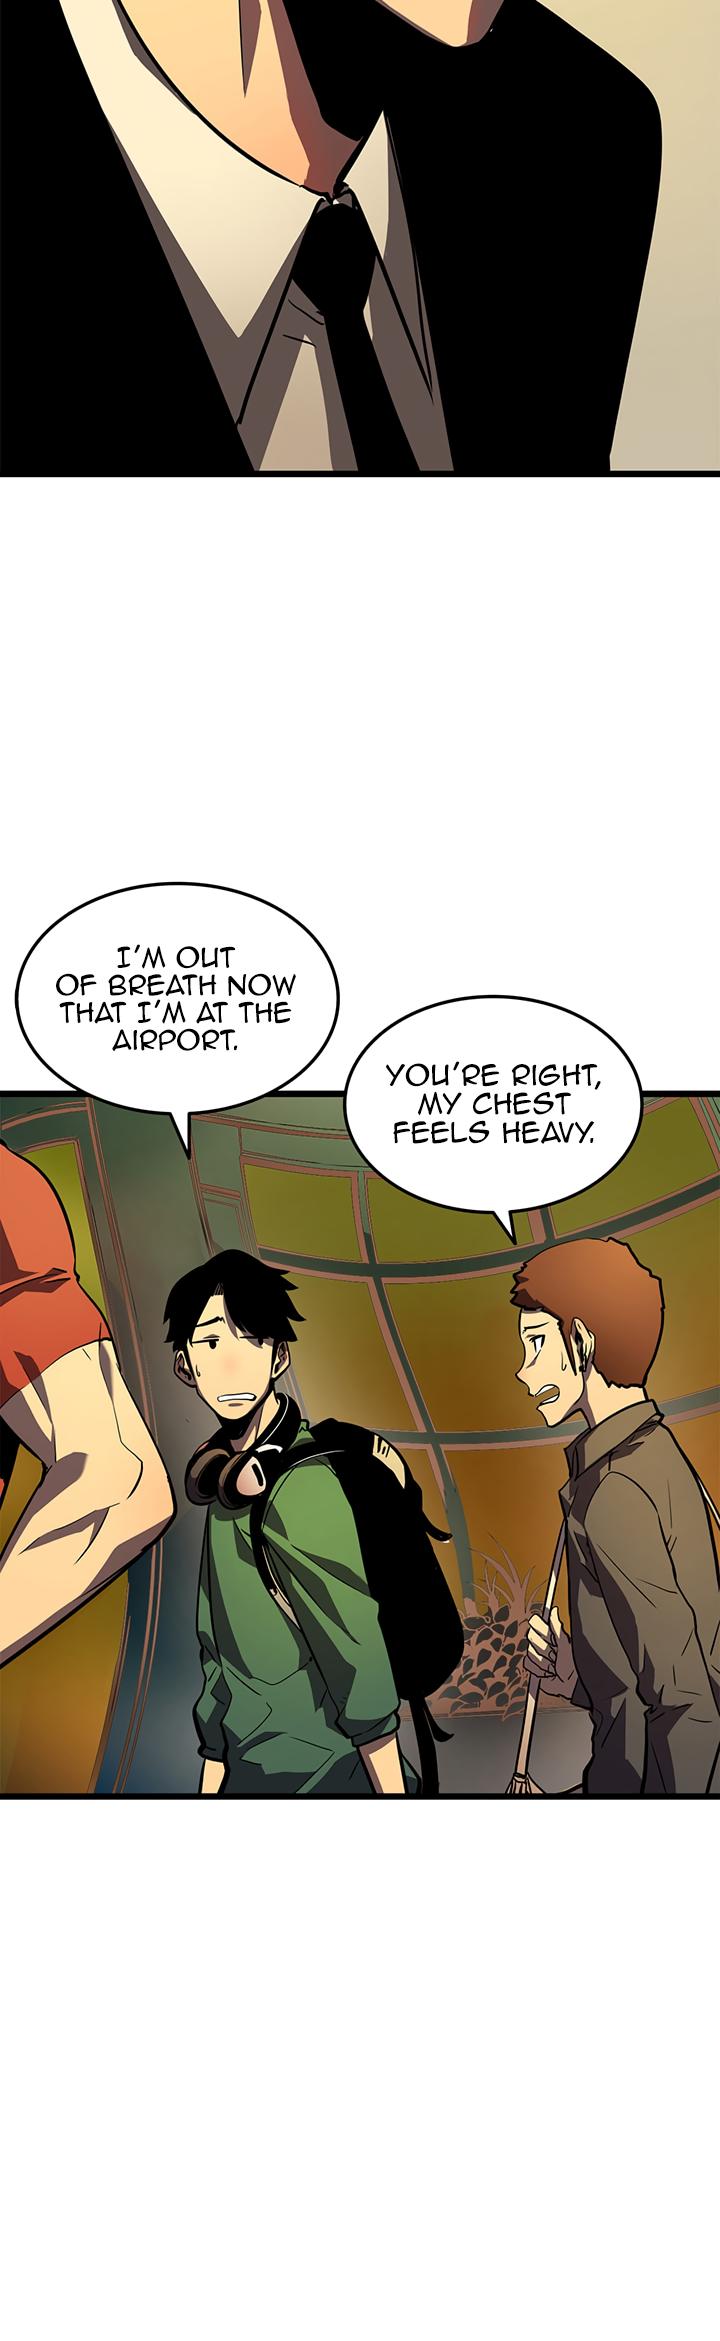 I'M OUT
OF BREATH NOW
THAT I'M AT THE
AIRPORT.
YOU'RE RIGHT,
MY CHEST
FEELS HEAVY.